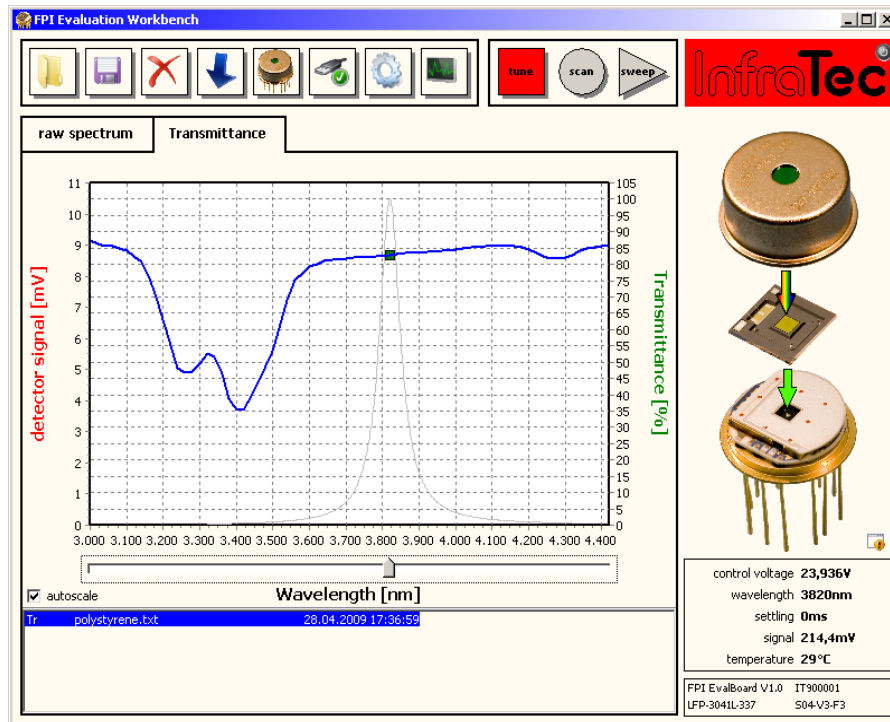 FPI Evaluation Workbench
tune scan sweep
InfraTec
raw spectrum Transmittance
detector signal [mV]
11
10
9
8
7
6
5
4
3
2
1
0
105
100
95
90
85
80
75
70
65
60
55
50
45
40
35
30
25
20
15
10
5
0
Transmittance [%]
3.000 3.100 3.200 3.300 3.400 3.500 3.600 3.700 3.800 3.900 4.000 4.100 4.200 4.300 4.400
autoscale
Wavelength [nm]
Tr polystyrene.txt 28.04.2009 17:36:59
control voltage 23,936V
wavelength 3820nm
settling 0ms
signal 214,4mV
temperature 29°C
FPI EvalBoard V1.0 IT900001
LFP-3041L-337 S04-V3-F3